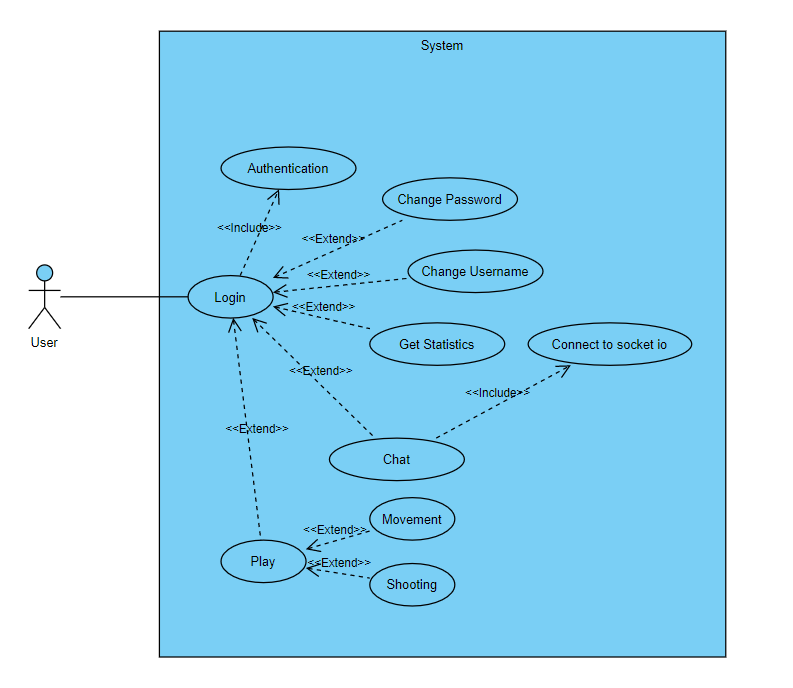 System
Authentication
Change Password
<<Include>>
<<Extend>>
Change Username
<<Extend>>
Login
<<Extend>>
User
Get Statistics
Connect to socket io
<<Extend>>
<<Include>>
<<Extend>>
Chat
Movement
<<Extend>>
Play
<<Extend>>
Shooting